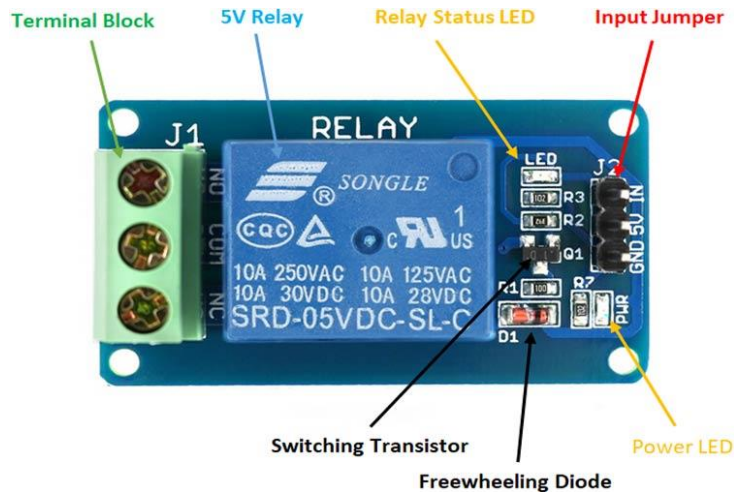 Terminal Block
5V Relay
Relay Status LED
Input Jumper
J1
RELAY
LED
J2
NO
COM
NC
® SONGLE
CQC
C US
1
10A 250VAC 10A 125VAC
10A 30VDC 10A 28VDC
SRD-05VDC-SL-C
R3
102
R2
Q1
R1
100
D1
R7
PWR
IN
5V
GND
Switching Transistor
Power LED
Freewheeling Diode